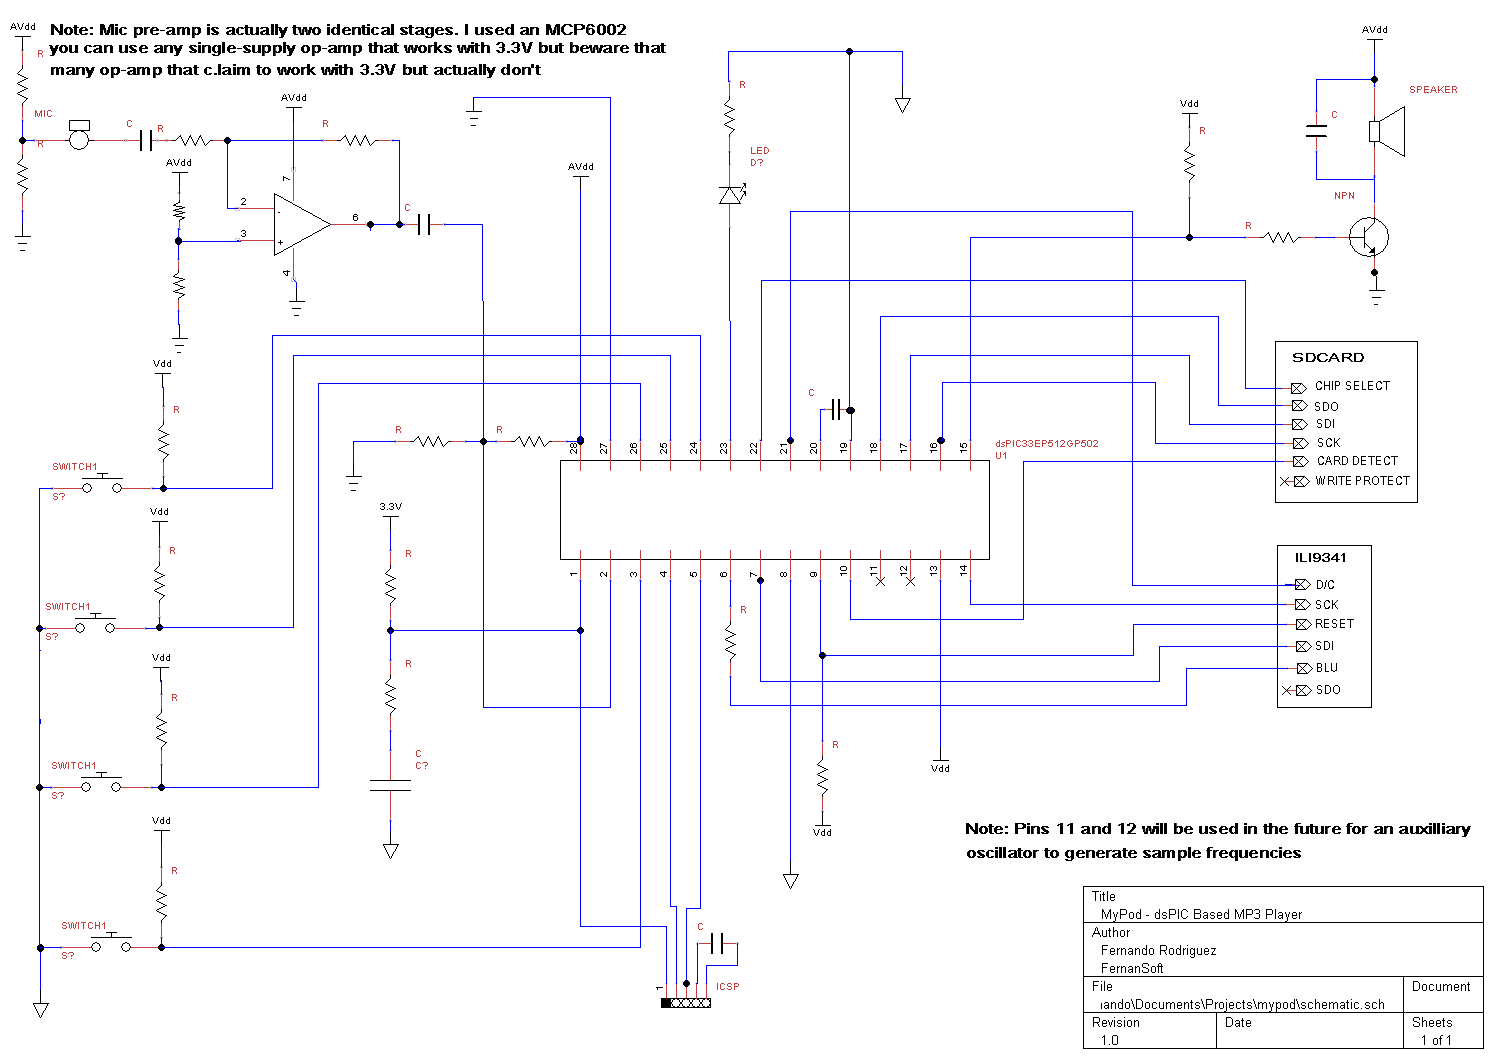 AVdd
Note: Mic pre-amp is actually two identical stages. I used an MCP6002
you can use any single-supply op-amp that works with 3.3V but beware that
many op-amp that c.laim to work with 3.3V but actually don't
R
MIC
R
C
R
R
AVdd
AVdd
7
2
-
3
+
6
4
C
AVdd
R
LED
D?
Vdd
R
AVdd
SPEAKER
C
NPN
R
SDCARD
CHIP SELECT
SDO
SDI
SCK
CARD DETECT
WRITE PROTECT
C
R
R
28
27
26
25
24
23
22
21
20
19
18
17
16
15
dsPIC33EP512GP502
U1
1
2
3
4
5
6
7
8
9
10
11
12
13
14
Vdd
R
SWITCH1
S?
Vdd
R
SWITCH1
S?
Vdd
R
SWITCH1
S?
Vdd
R
SWITCH1
S?
3.3V
R
R
C
C?
R
R
Vdd
Vdd
ILI9341
D/C
SCK
RESET
SDI
BLU
SDO
C
1
ICSP
Note: Pins 11 and 12 will be used in the future for an auxilliary
oscillator to generate sample frequencies
Title
MyPod - dsPIC Based MP3 Player
Author
Fernando Rodriguez
FernanSoft
File
ando\Documents\Projects\mypod\schematic.sch
Document
Revision
1.0
Date
Sheets
1 of 1